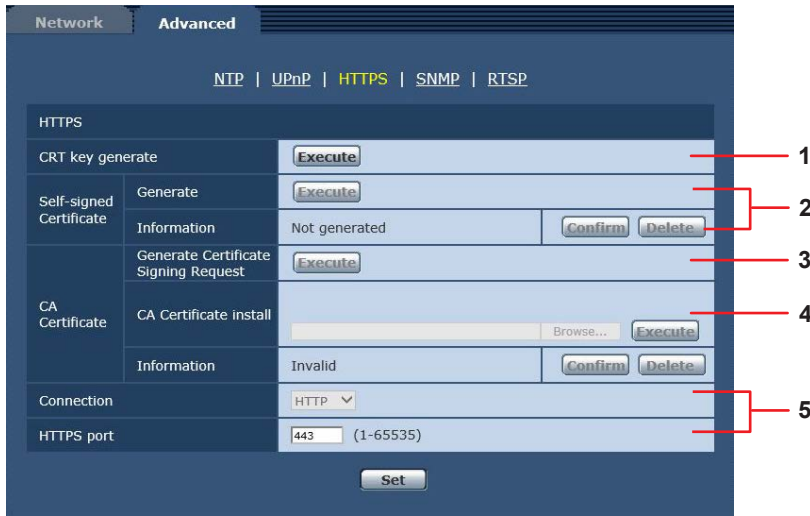 Network Advanced
NTP | UPnP | HTTPS | SNMP | RTSP
HTTPS
CRT key generate Execute 1
Self-signed Certificate
Generate Execute
2
Information Not generated Confirm Delete
Generate Certificate Signing Request Execute 3
CA Certificate
CA Certificate install Browse... Execute 4
Information Invalid Confirm Delete
Connection HTTP
5
HTTPS port 443 (1-65535)
Set